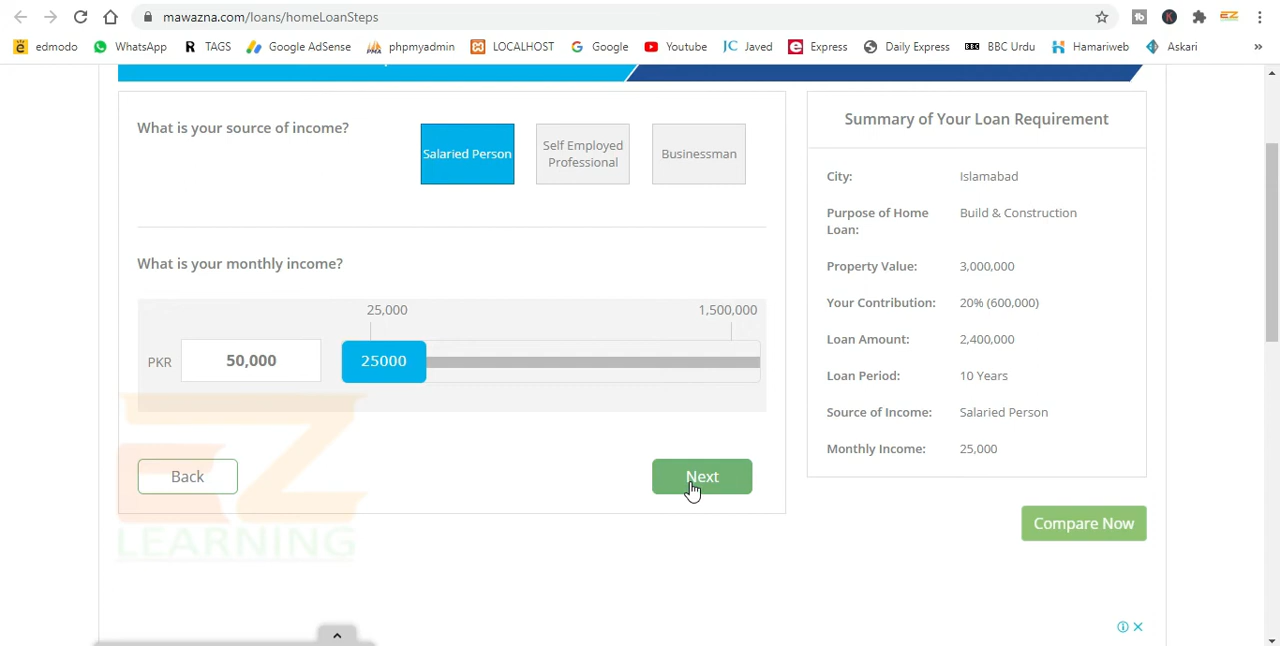 mawazna.com/loans/homeLoanSteps
edmodo
WhatsApp
R TAGS
Google AdSense
phpmyadmin
LOCALHOST
Google
Youtube
JC Javed
Express
Daily Express
BBC Urdu
Hamariweb
Askari
»
What is your source of income?
Salaried Person
Self Employed
Professional
Businessman
What is your monthly income?
25,000
1,500,000
PKR
50,000
25000
Back
Next
EZ
LEARNING
Summary of Your Loan Requirement
City: Islamabad
Purpose of Home Build & Construction
Loan:
Property Value: 3,000,000
Your Contribution: 20% (600,000)
Loan Amount: 2,400,000
Loan Period: 10 Years
Source of Income: Salaried Person
Monthly Income: 25,000
Compare Now